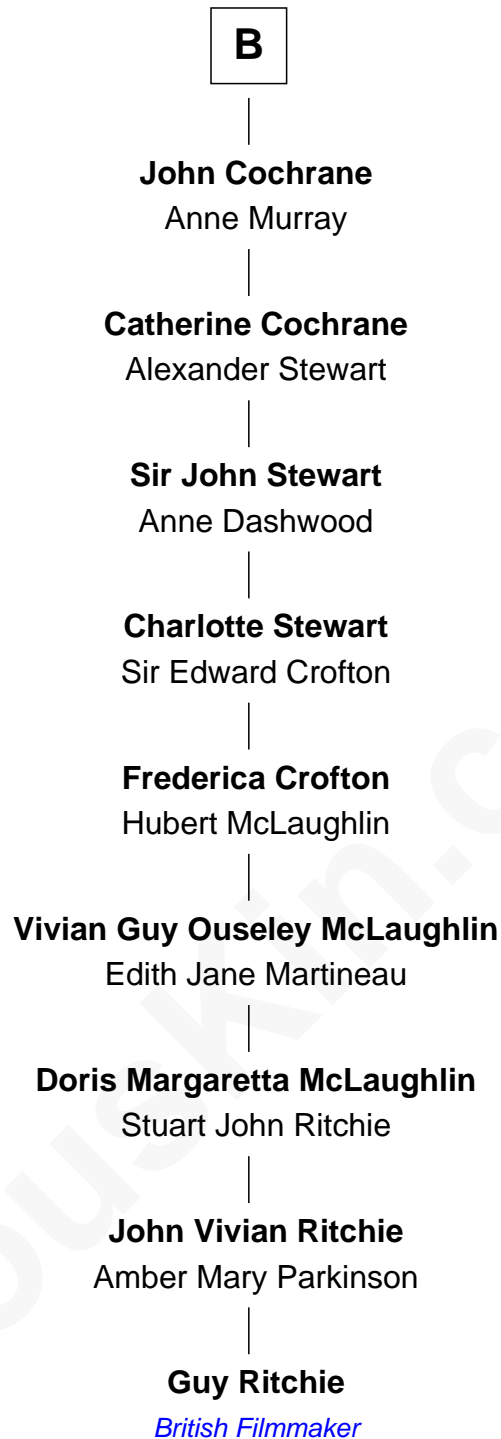 B
John Cochrane
Anne Murray
Catherine Cochrane
Alexander Stewart
Sir John Stewart
Anne Dashwood
Charlotte Stewart
Sir Edward Crofton
Frederica Crofton
Hubert McLaughlin
Vivian Guy Ouseley McLaughlin
Edith Jane Martineau
Doris Margaretta McLaughlin
Stuart John Ritchie
John Vivian Ritchie
Amber Mary Parkinson
Guy Ritchie
British Filmmaker